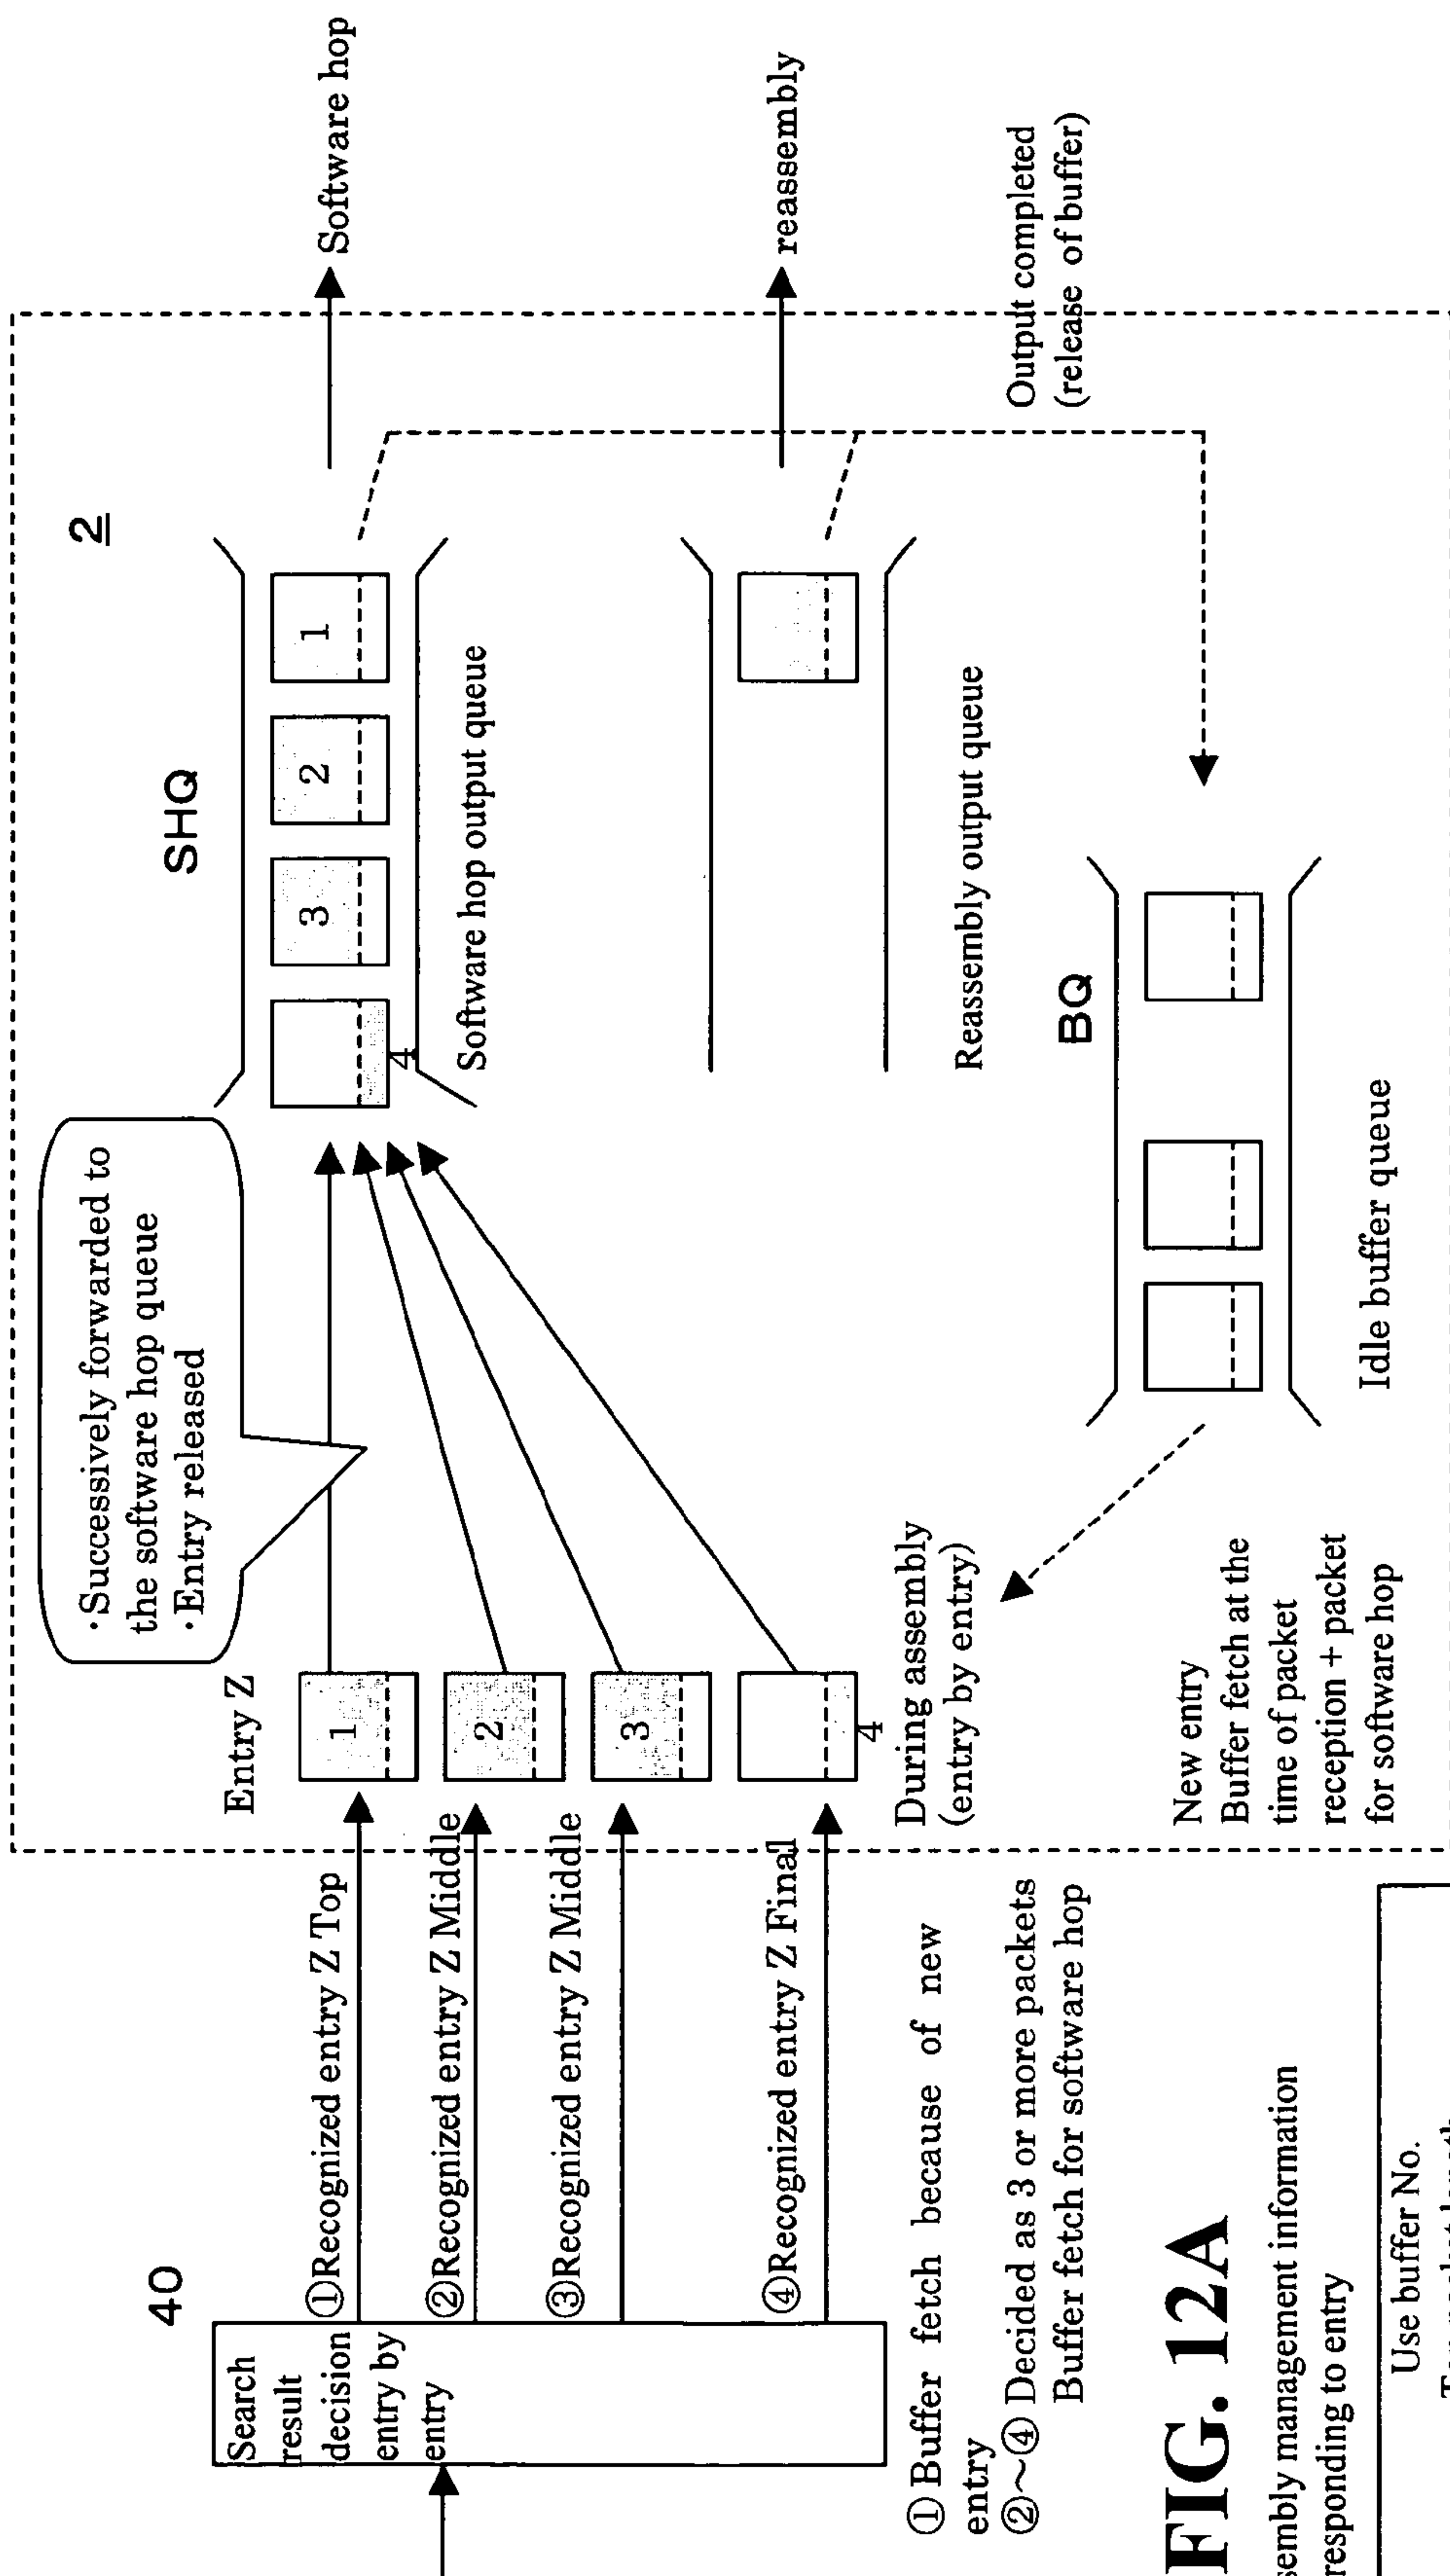 40
Search
result
decision
entry by
entry
①Recognized entry Z Top
②Recognized entry Z Middle
③Recognized entry Z Middle
④Recognized entry Z Final
① Buffer fetch because of new
entry
②~④ Decided as 3 or more packets
Buffer fetch for software hop
2
·Successively forwarded to
the software hop queue
·Entry released
Entry Z
1
2
3
4
During assembly
(entry by entry)
New entry
Buffer fetch at the
time of packet
reception + packet
for software hop
SHQ
4
3
2
1
Software hop output queue
Software hop
Reassembly output queue
reassembly
Output completed
(release of buffer)
BQ
Idle buffer queue
FIG. 12A
sembly management information
responding to entry
Use buffer No.